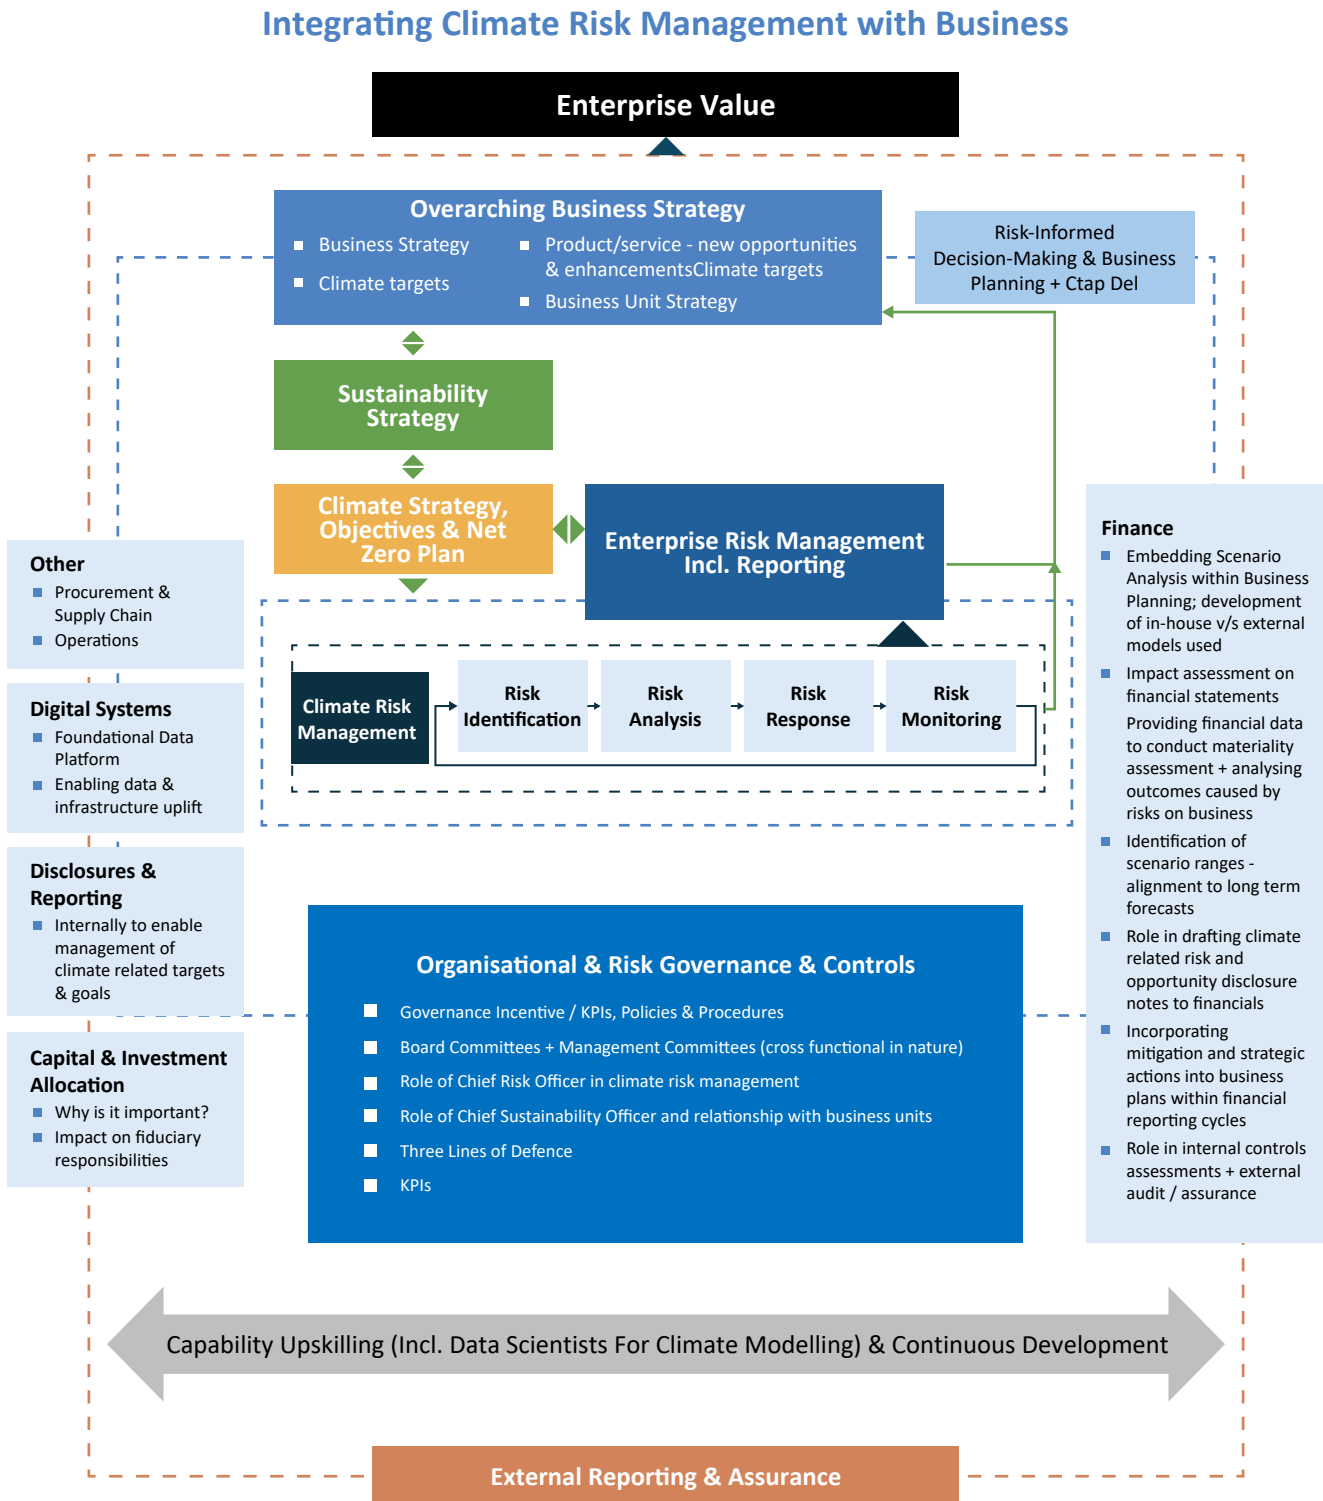 Integrating Climate Risk Management with Business
Enterprise Value
Overarching Business Strategy
Business Strategy
Climate targets
Product/service - new opportunities
& enhancementsClimate targets
Business Unit Strategy
Risk-Informed
Decision-Making & Business
Planning + Ctap Del
Sustainability
Strategy
Climate Strategy,
Objectives & Net
Zero Plan
Enterprise Risk Management
Incl. Reporting
Climate Risk
Management
Risk
Identification
Risk
Analysis
Risk
Response
Risk
Monitoring
Other
Procurement &
Supply Chain
Operations
Digital Systems
Foundational Data
Platform
Enabling data &
infrastructure uplift
Disclosures &
Reporting
Internally to enable
management of
climate related targets
& goals
Capital & Investment
Allocation
Why is it important?
Impact on fiduciary
responsibilities
Organisational & Risk Governance & Controls
Governance Incentive / KPIs, Policies & Procedures
Board Committees + Management Committees (cross functional in nature)
Role of Chief Risk Officer in climate risk management
Role of Chief Sustainability Officer and relationship with business units
Three Lines of Defence
KPIs
Finance
Embedding Scenario
Analysis within Business
Planning; development
of in-house v/s external
models used
Impact assessment on
financial statements
Providing financial data
to conduct materiality
assessment + analysing
outcomes caused by
risks on business
Identification of
scenario ranges -
alignment to long term
forecasts
Role in drafting climate
related risk and
opportunity disclosure
notes to financials
Incorporating
mitigation and strategic
actions into business
plans within financial
reporting cycles
Role in internal controls
assessments + external
audit / assurance
Capability Upskilling (Incl. Data Scientists For Climate Modelling) & Continuous Development
External Reporting & Assurance